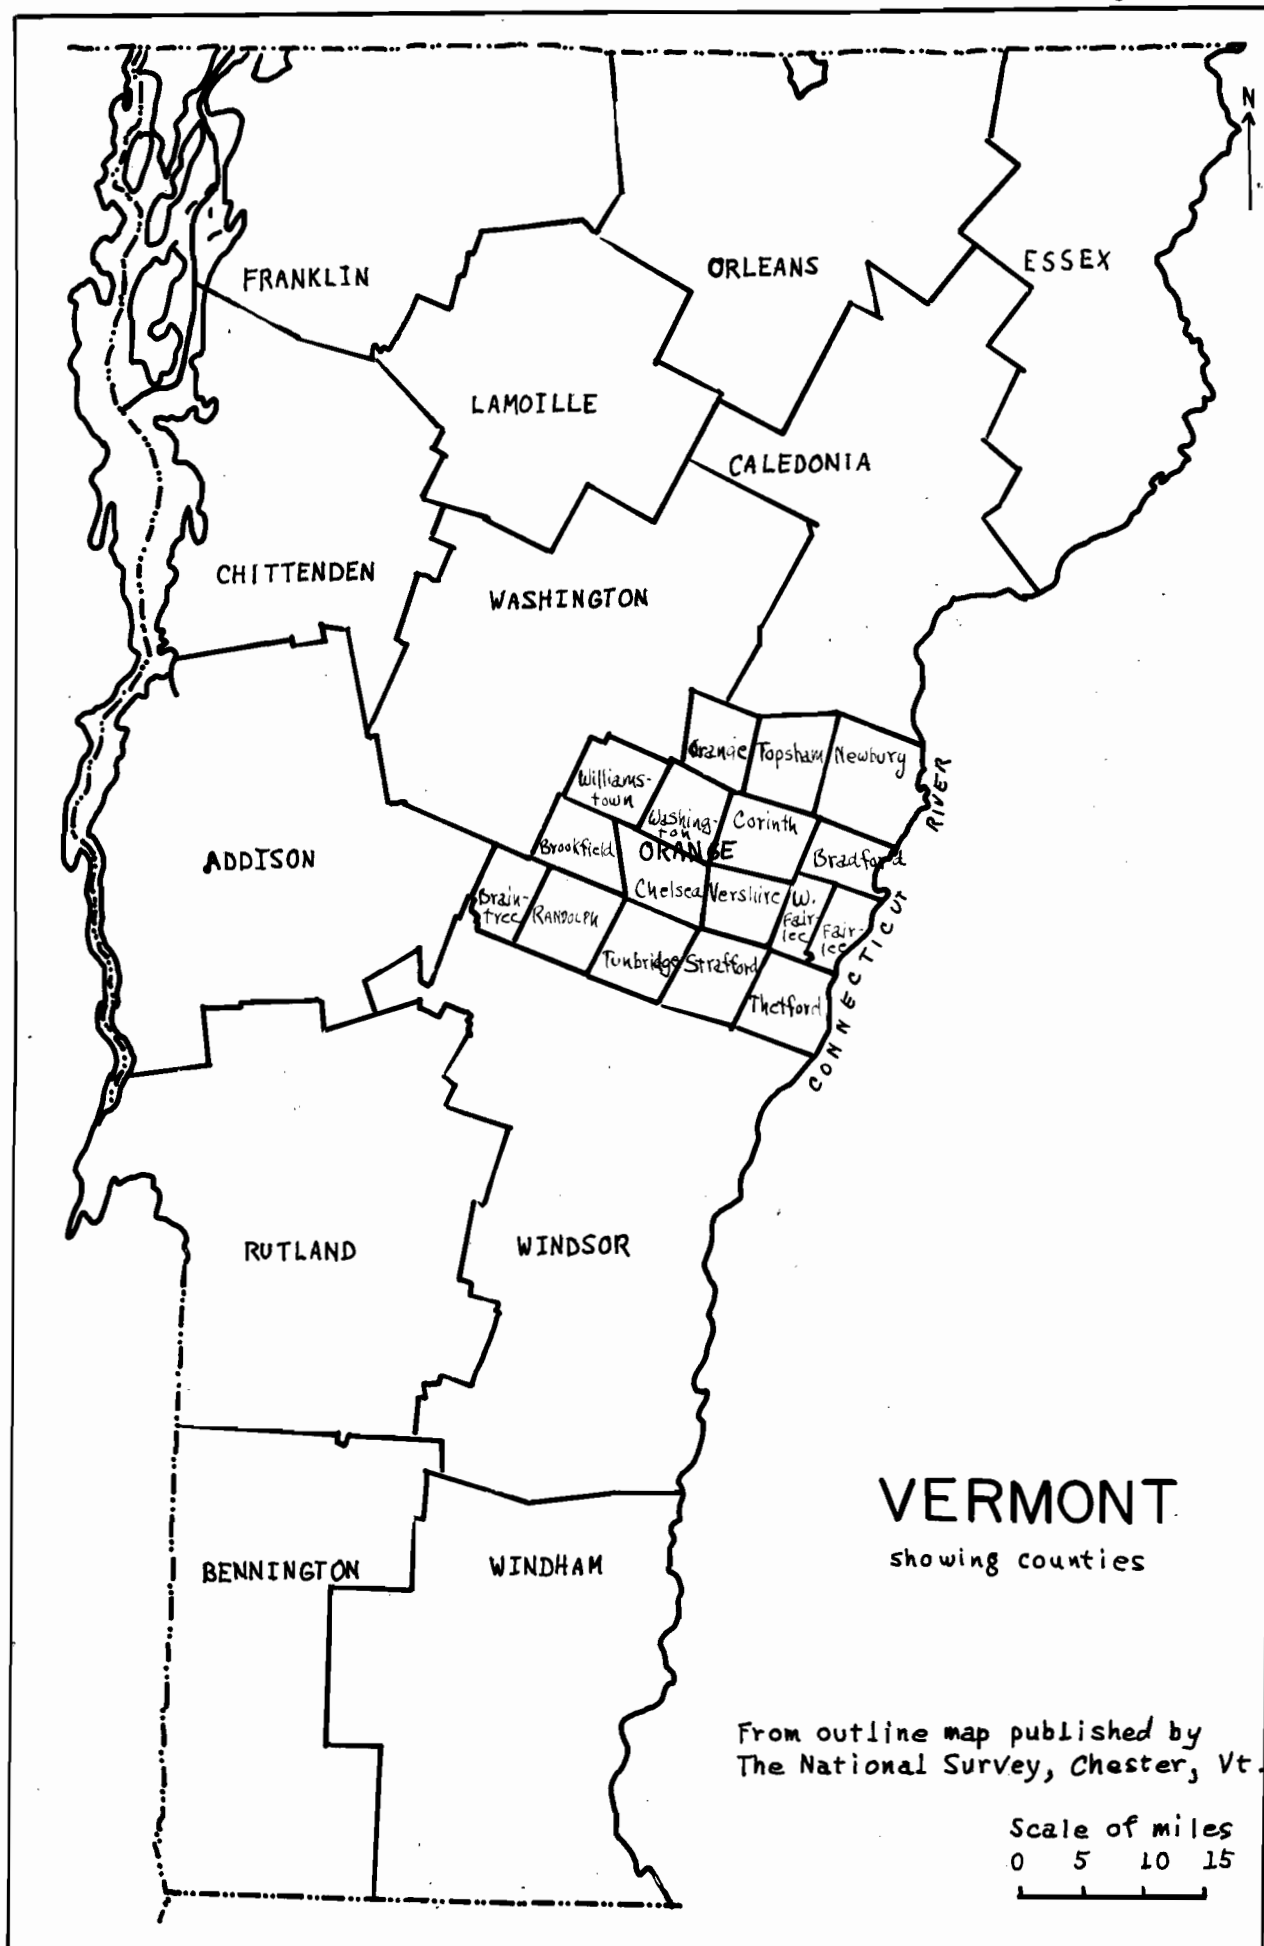 N
FRANKLIN
ORLEANS
ESSEX
LAMOILLE
CALEDONIA
CHITTENDEN
WASHINGTON
Orange
Topsham
Newbury
Williams-
town
Washing-
ton
Corinth
Brookfield
ORANGE
Bradford
ADDISON
Chelsea
Vershire
W.
Fair-
lee
Fair-
lee
Brain-
tree
RANDOLPH
Tunbridge
Strafford
Thetford
CONNECTICUT RIVER
RUTLAND
WINDSOR
VERMONT
showing counties
BENNINGTON
WINDHAM
From outline map published by
The National Survey, Chester, Vt.
Scale of miles
0 5 10 15